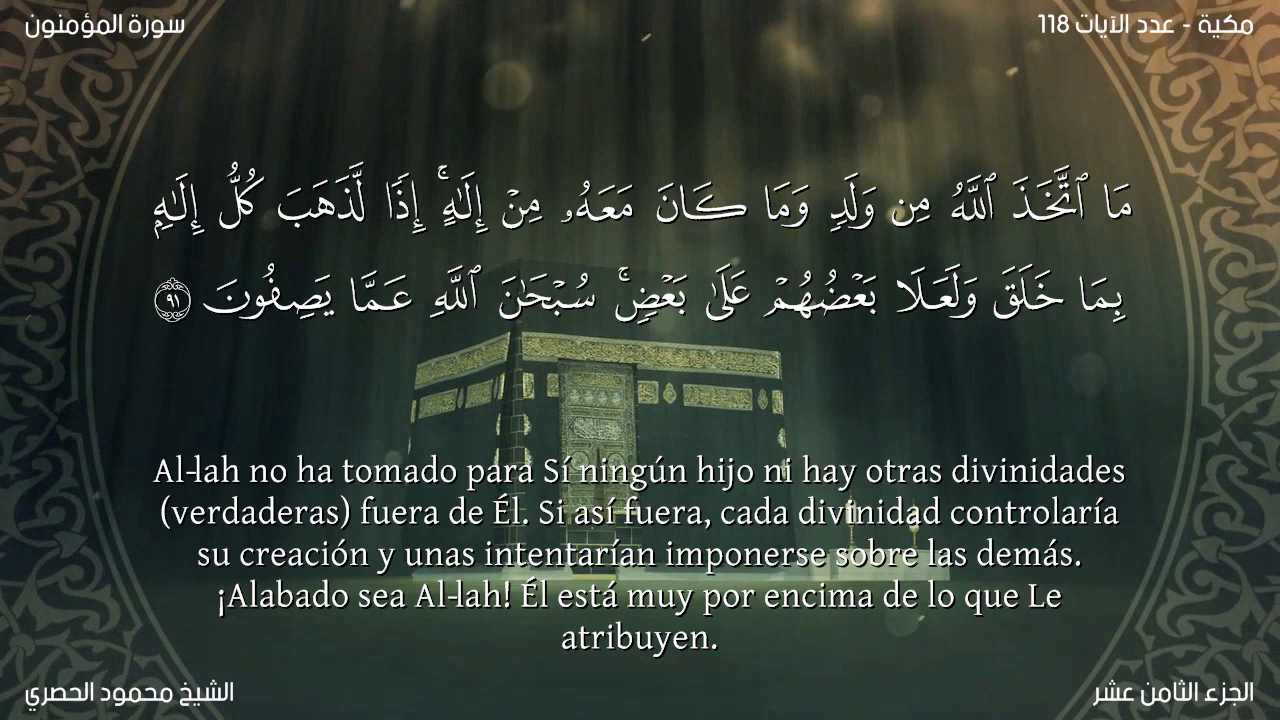 سورة المؤمنون
مكية - عدد الآيات 118
مَا ٱتَّخَذَ ٱللَّهُ مِن وَلَدٍۢ وَمَا كَانَ مَعَهُۥ مِنْ إِلَـٰهٍ ۚ إِذًۭا لَّذَهَبَ كُلُّ إِلَـٰهٍۭ
بِمَا خَلَقَ وَلَعَلَا بَعْضُهُمْ عَلَىٰ بَعْضٍۢ ۚ سُبْحَـٰنَ ٱللَّهِ عَمَّا يَصِفُونَ ٩١
Al-lah no ha tomado para Sí ningún hijo ni hay otras divinidades
(verdaderas) fuera de Él. Si así fuera, cada divinidad controlaría
su creación y unas intentarían imponerse sobre las demás.
¡Alabado sea Al-lah! Él está muy por encima de lo que Le
atribuyen.
الشيخ محمود الحصري
الجزء الثامن عشر